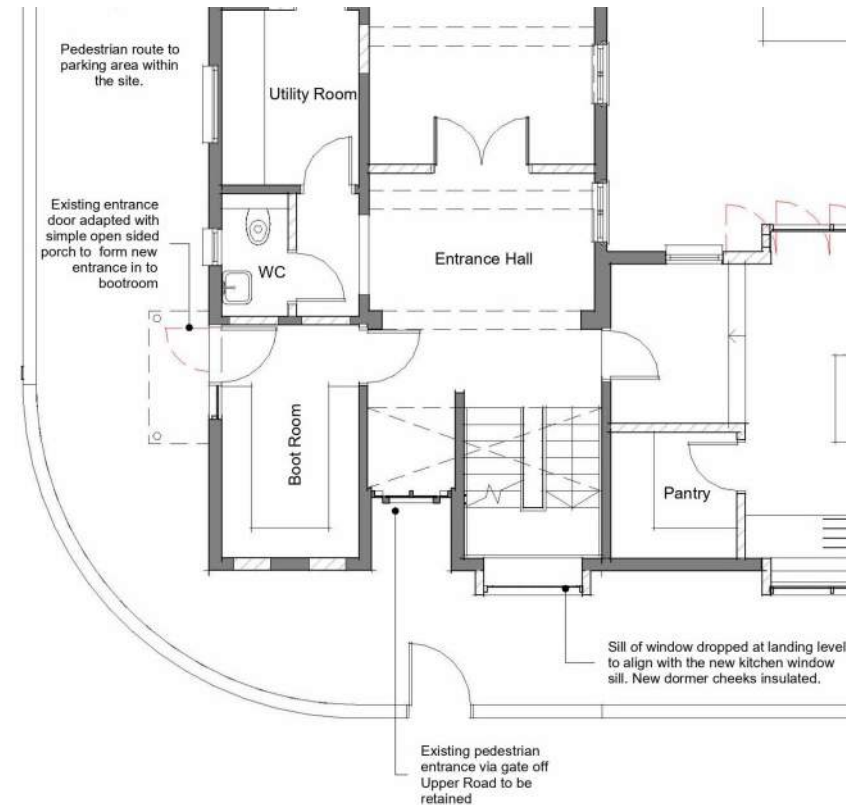 Pedestrian route to
parking area within
the site.
Utility Room
Existing entrance
door adapted with
simple open sided
porch to form new
entrance in to
bootroom
WC
Entrance Hall
Boot Room
Pantry
Sill of window dropped at landing level
to align with the new kitchen window
sill. New dormer cheeks insulated.
Existing pedestrian
entrance via gate off
Upper Road to be
retained